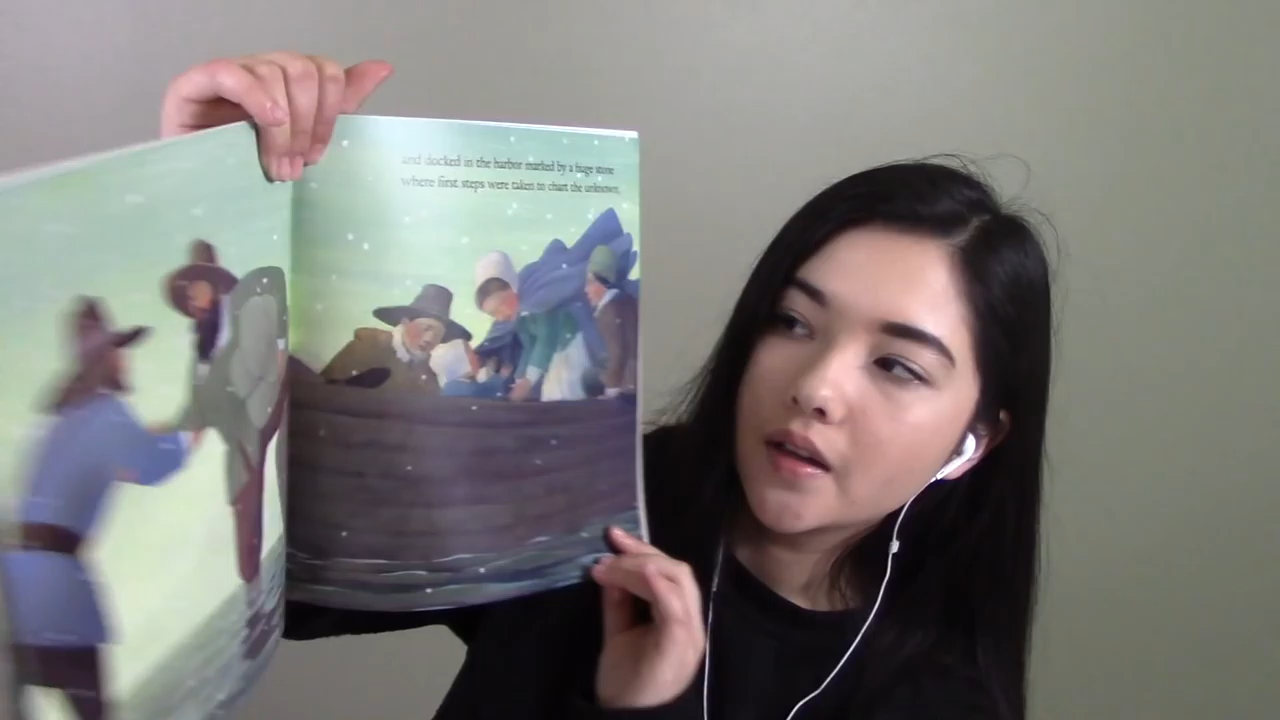 and docked in the harbor marked by a huge stone
where first steps were taken to chart the unknown,